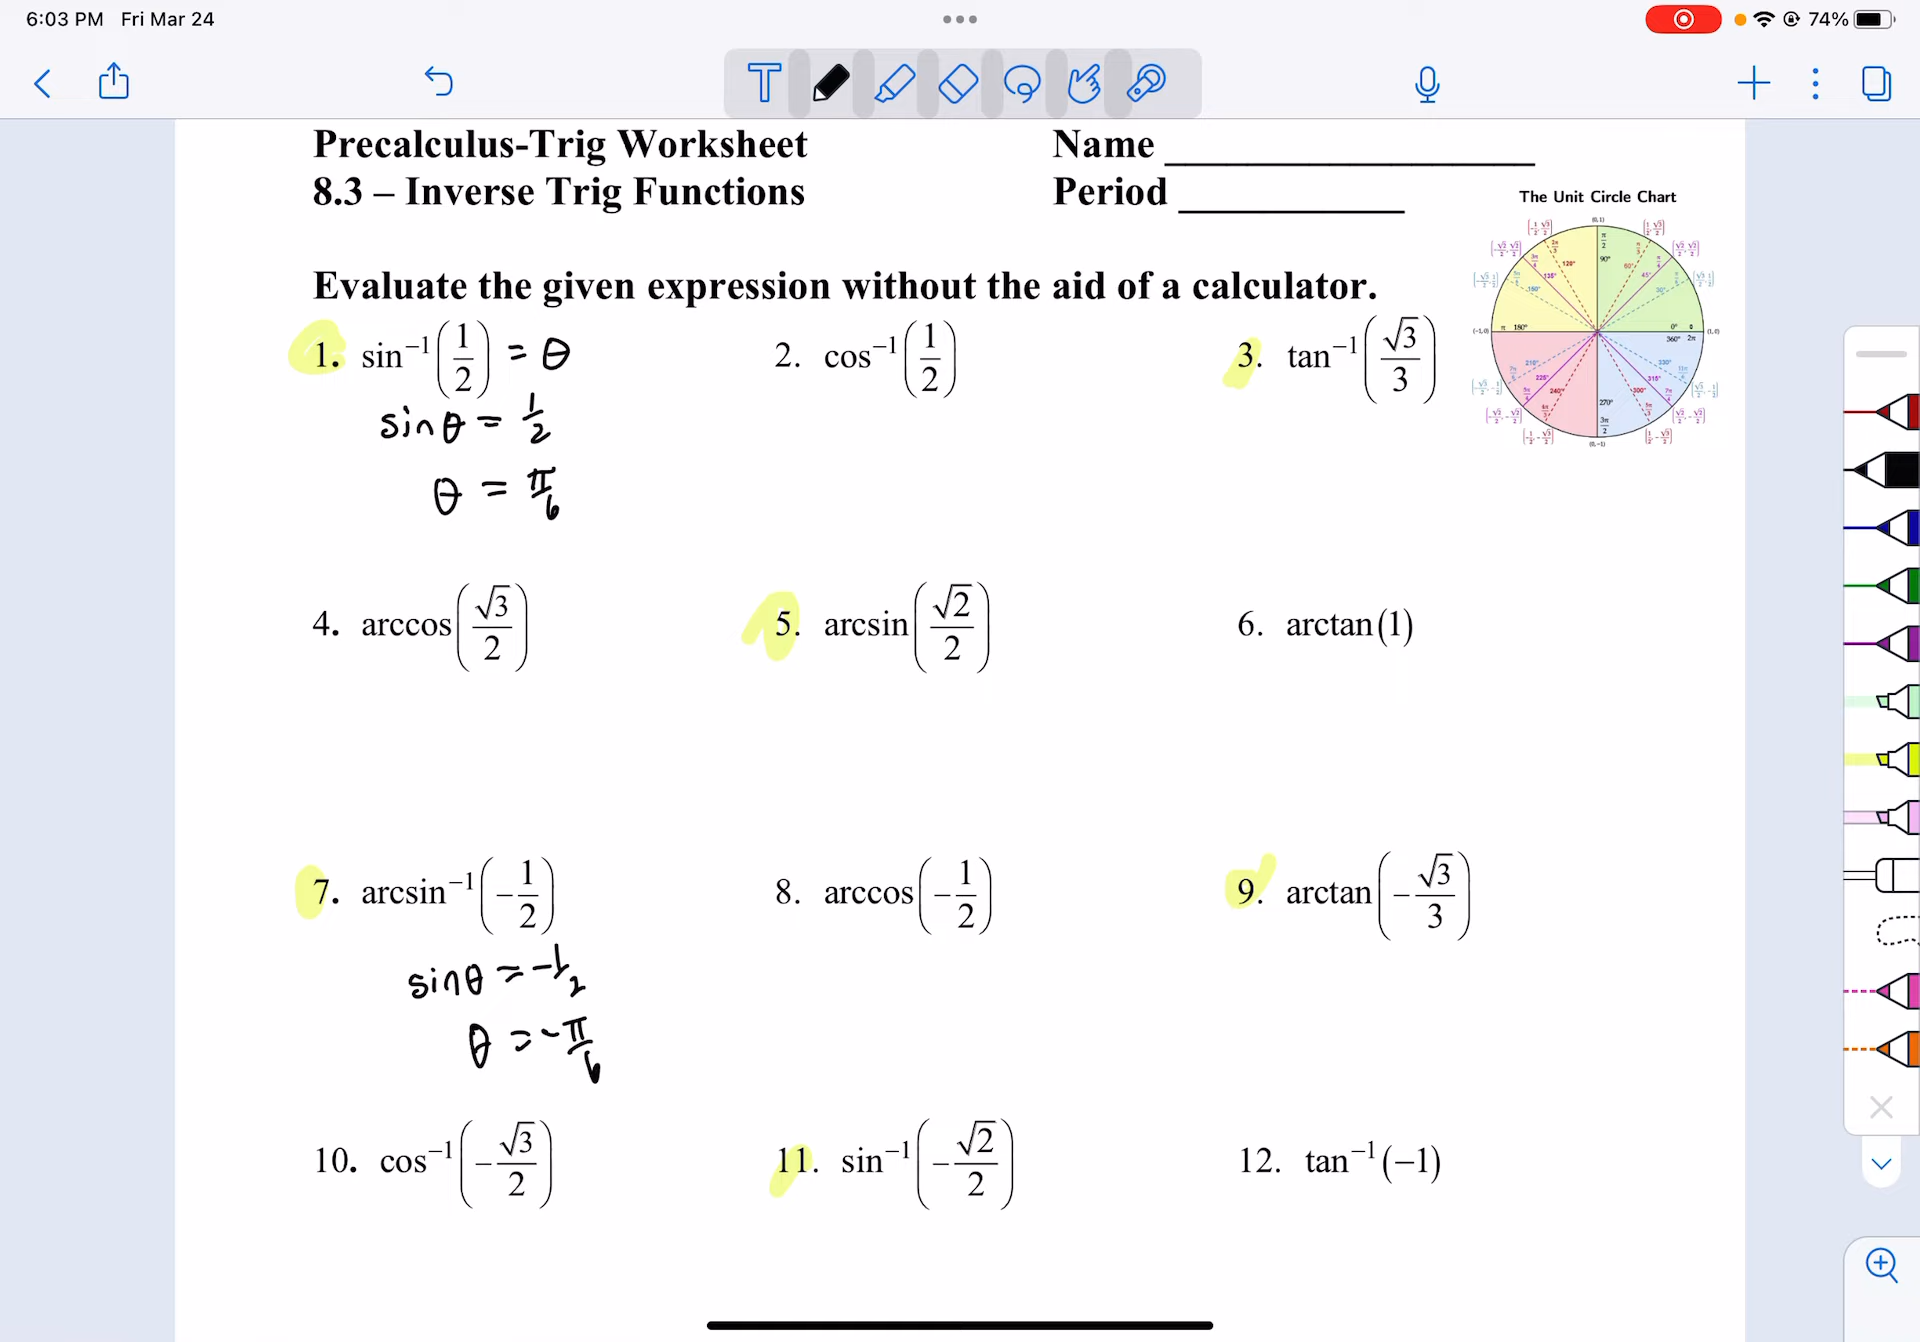 6:03 PM Fri Mar 24
74%
Precalculus-Trig Worksheet
Name
8.3 – Inverse Trig Functions
Period
The Unit Circle Chart
Evaluate the given expression without the aid of a calculator.
1. sin⁻¹(1/2) = θ
2. cos⁻¹(1/2)
3. tan⁻¹(√3/3)
sinθ = 1/2
θ = π/6
4. arccos(√3/2)
5. arcsin(√2/2)
6. arctan(1)
7. arcsin⁻¹(−1/2)
8. arccos(−1/2)
9. arctan(−√3/3)
sinθ = −1/2
θ = −π/6
10. cos⁻¹(−√3/2)
11. sin⁻¹(−√2/2)
12. tan⁻¹(−1)